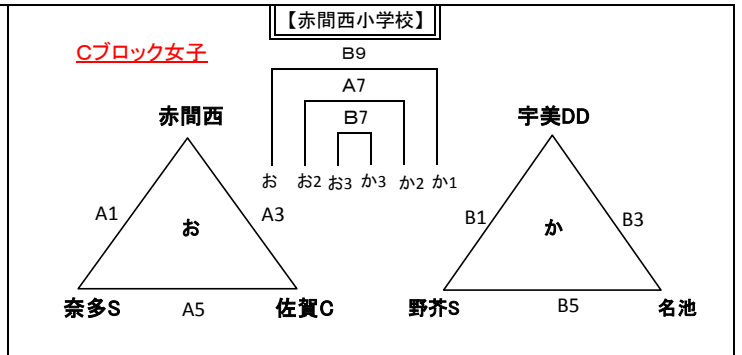 【赤間西小学校】
Cブロック女子
B9
A7
B7
赤間西
宇美DD
お お2 お3 か3 か2 か1
A1
お
A3
B1
か
B3
奈多S
A5
佐賀C
野芥S
B5
名池